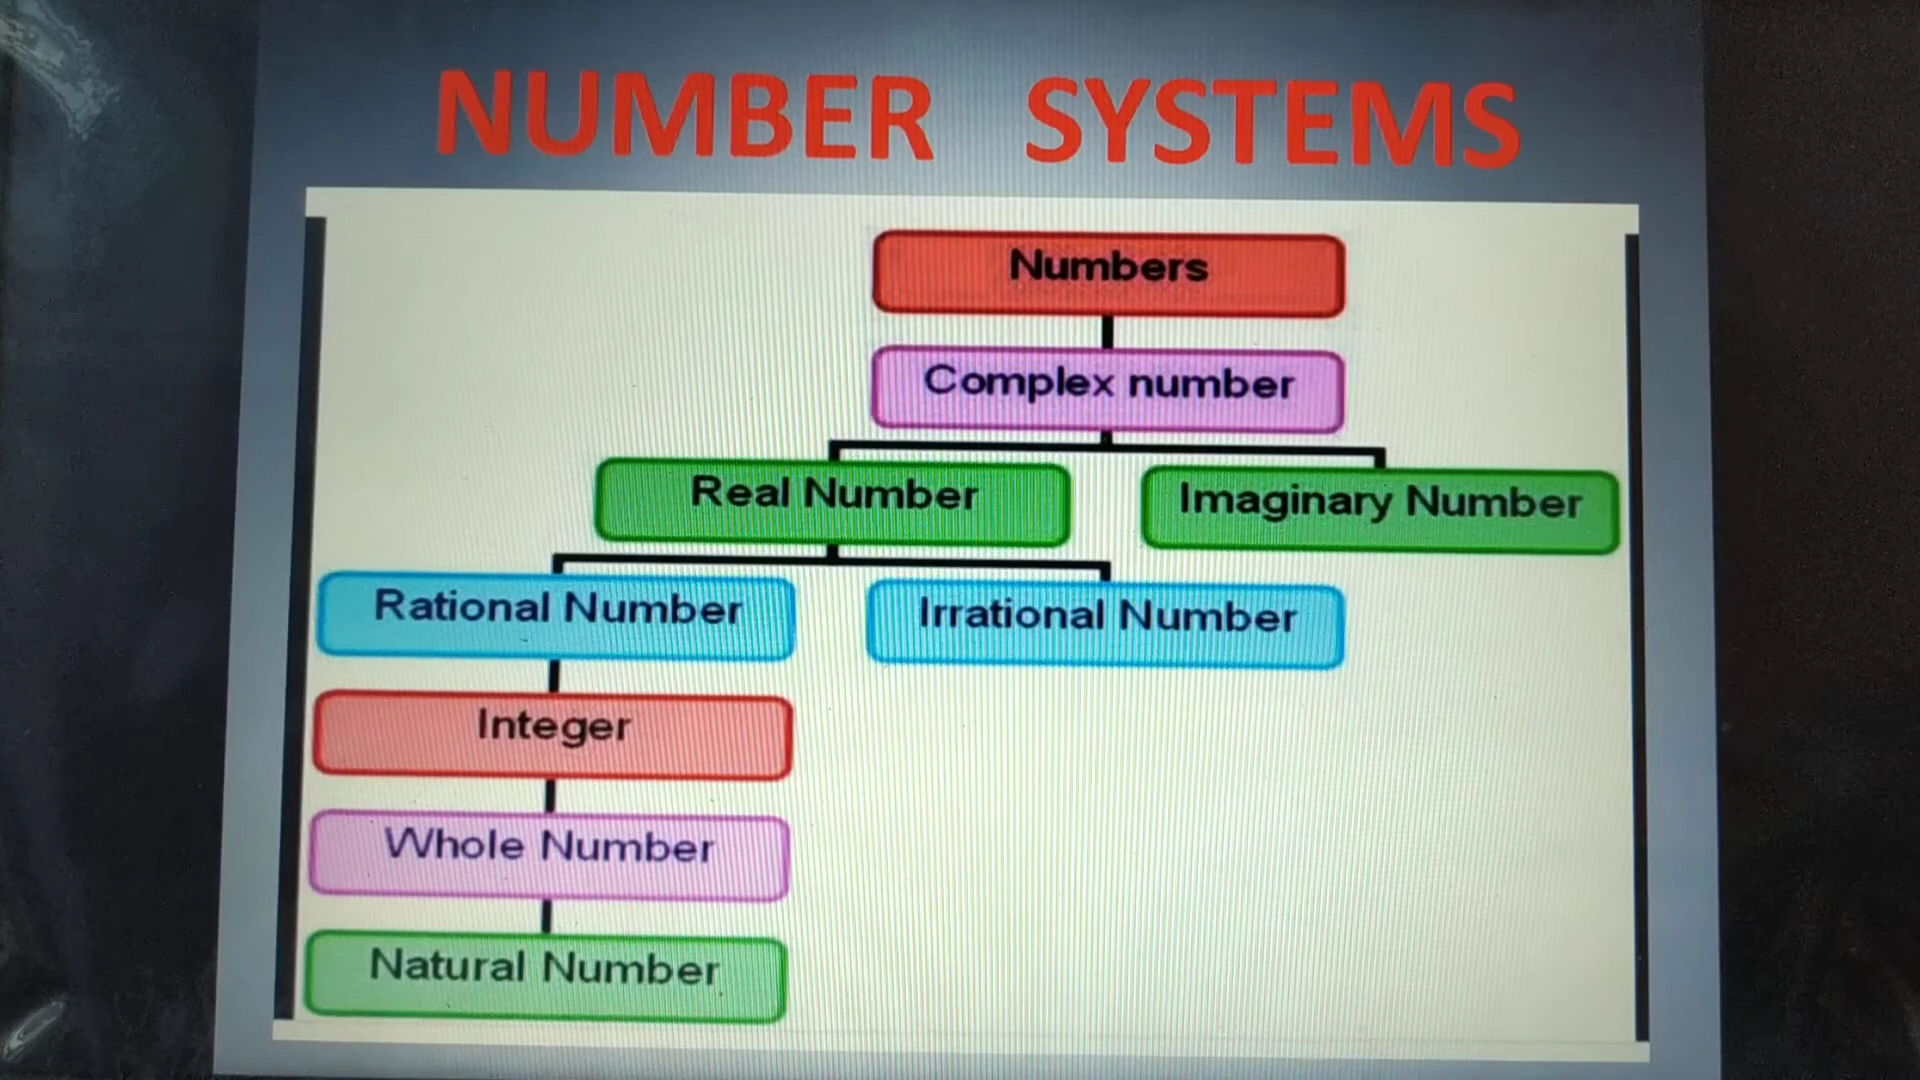 NUMBER SYSTEMS
Numbers
Complex number
Real Number
Imaginary Number
Rational Number
Irrational Number
Integer
Whole Number
Natural Number